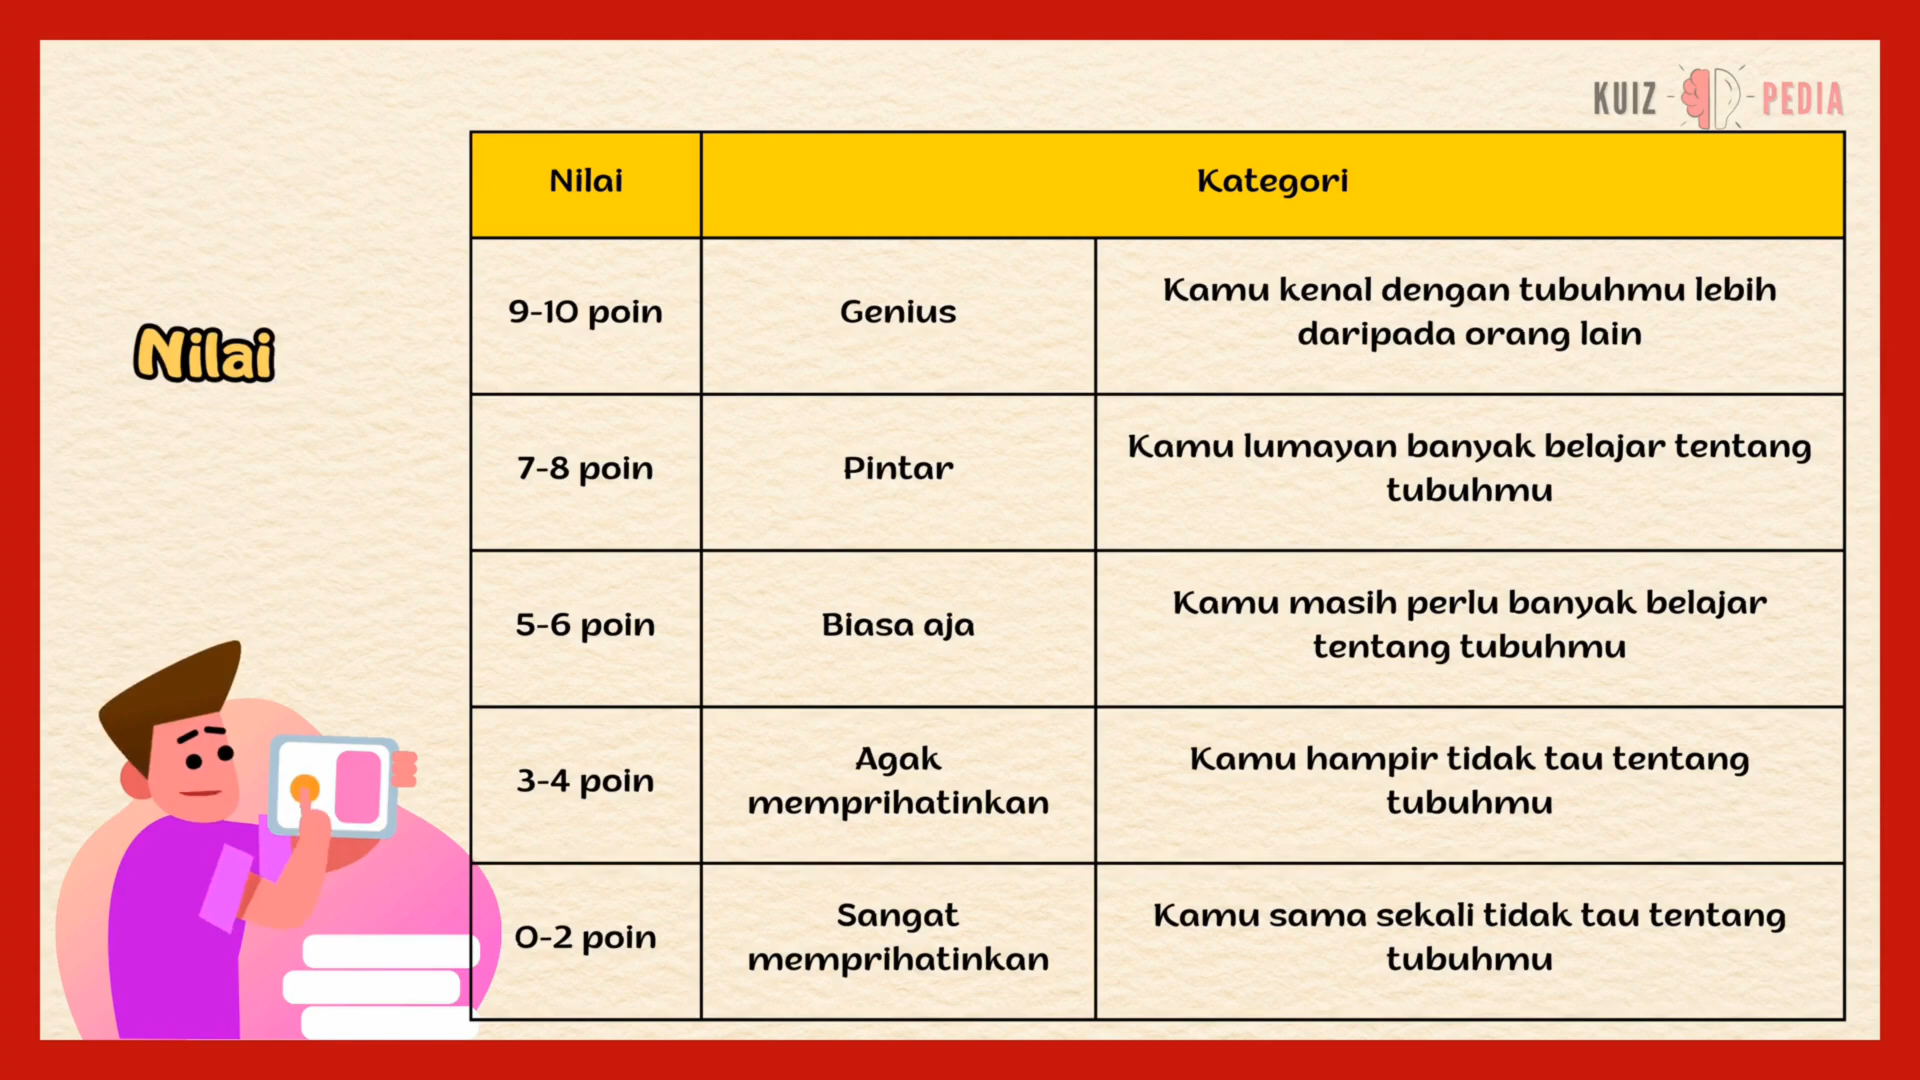 KUIZ PEDIA
Nilai
Nilai Kategori
9-10 poin Genius Kamu kenal dengan tubuhmu lebih
daripada orang lain
7-8 poin Pintar Kamu lumayan banyak belajar tentang
tubuhmu
5-6 poin Biasa aja Kamu masih perlu banyak belajar
tentang tubuhmu
3-4 poin Agak
memprihatinkan Kamu hampir tidak tau tentang
tubuhmu
0-2 poin Sangat
memprihatinkan Kamu sama sekali tidak tau tentang
tubuhmu